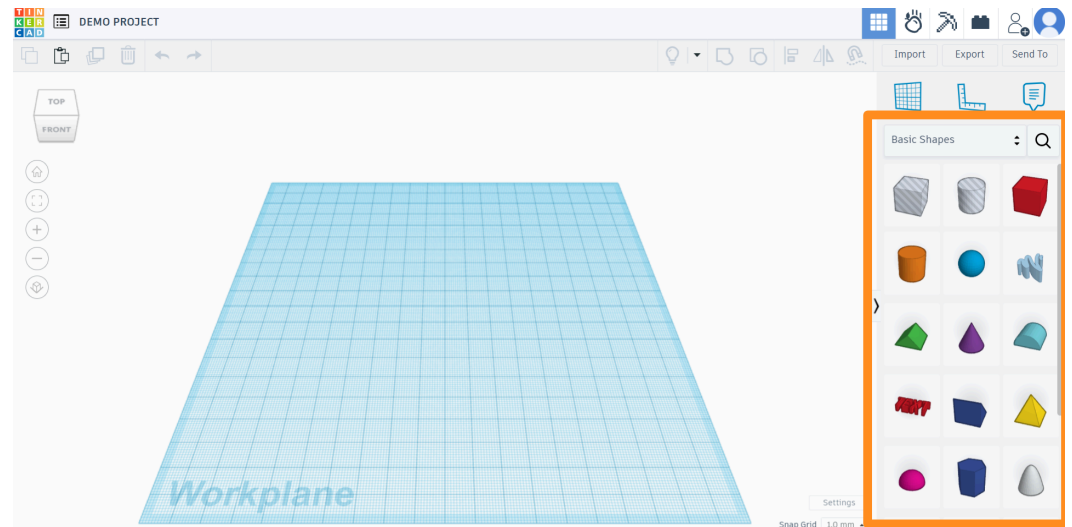 TIN
KER
CAD
DEMO PROJECT
Import Export Send To
TOP
FRONT
Basic Shapes
TEXT
Workplane
Settings
Snap Grid 1.0 mm